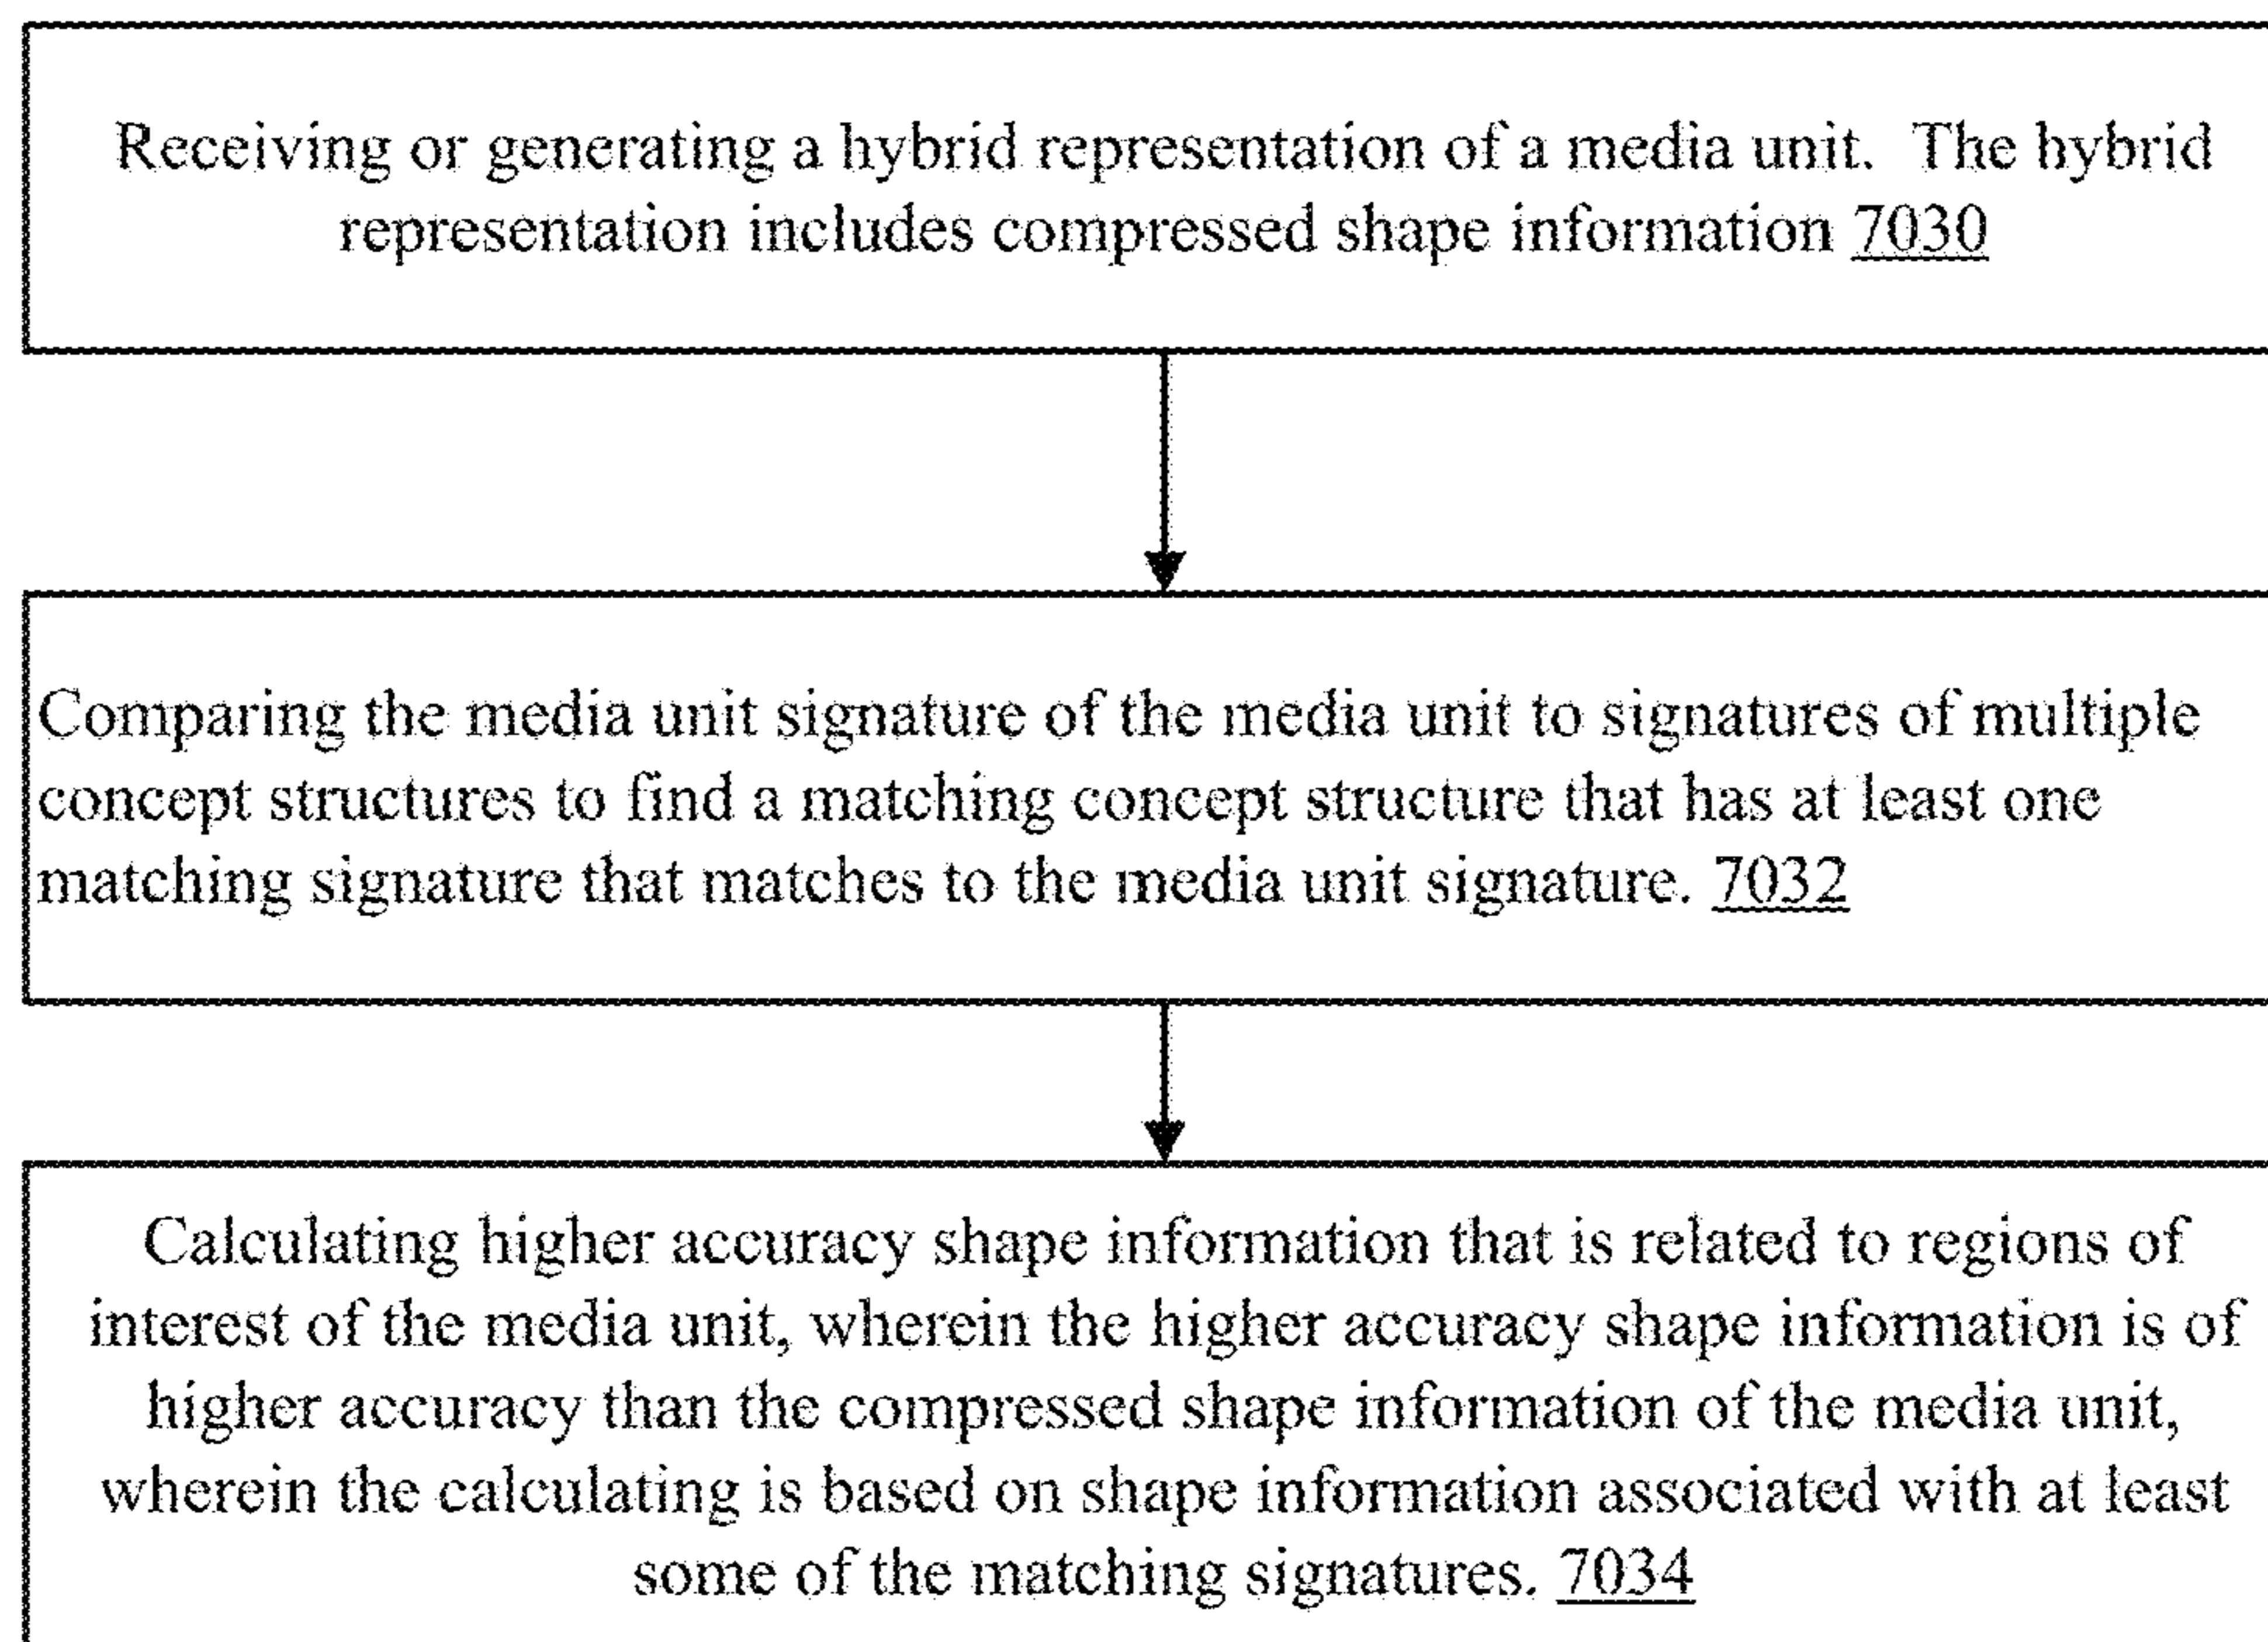 Receiving or generating a hybrid representation of a media unit. The hybrid
representation includes compressed shape information 7030
Comparing the media unit signature of the media unit to signatures of multiple
concept structures to find a matching concept structure that has at least one
matching signature that matches to the media unit signature. 7032
Calculating higher accuracy shape information that is related to regions of
interest of the media unit, wherein the higher accuracy shape information is of
higher accuracy than the compressed shape information of the media unit,
wherein the calculating is based on shape information associated with at least
some of the matching signatures. 7034